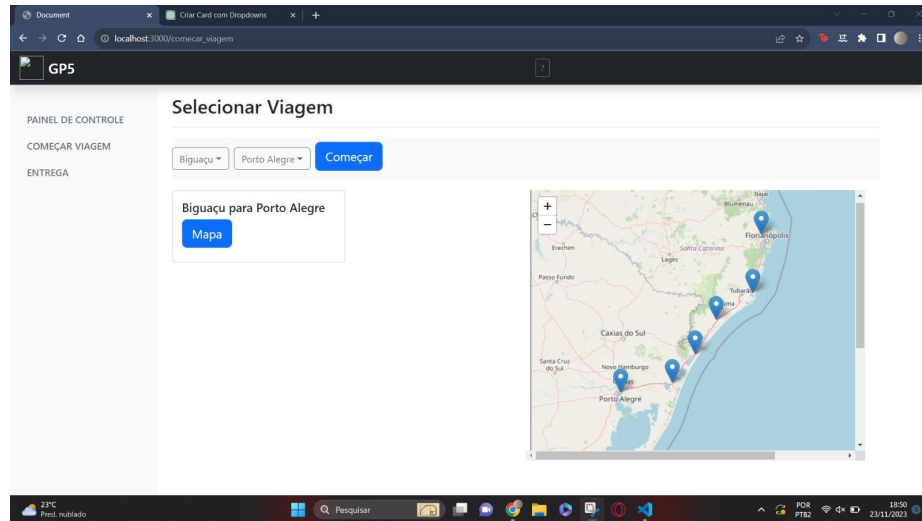 Document
Criar Card com Dropdowns
localhost:3000/comecar_viagem
GP5
?
PAINEL DE CONTROLE
COMEÇAR VIAGEM
ENTREGA
Selecionar Viagem
Biguaçu
Porto Alegre
Começar
Biguaçu para Porto Alegre
Mapa
+
−
Itajaí
Blumenau
Florianópolis
Santa Catarina
Erechim
Lages
Passo Fundo
Caxias do Sul
Santa Cruz
do Sul
Novo Hamburgo
Porto Alegre
23°C
Pred. nublado
Pesquisar
POR
PTB2
18:50
23/11/2023